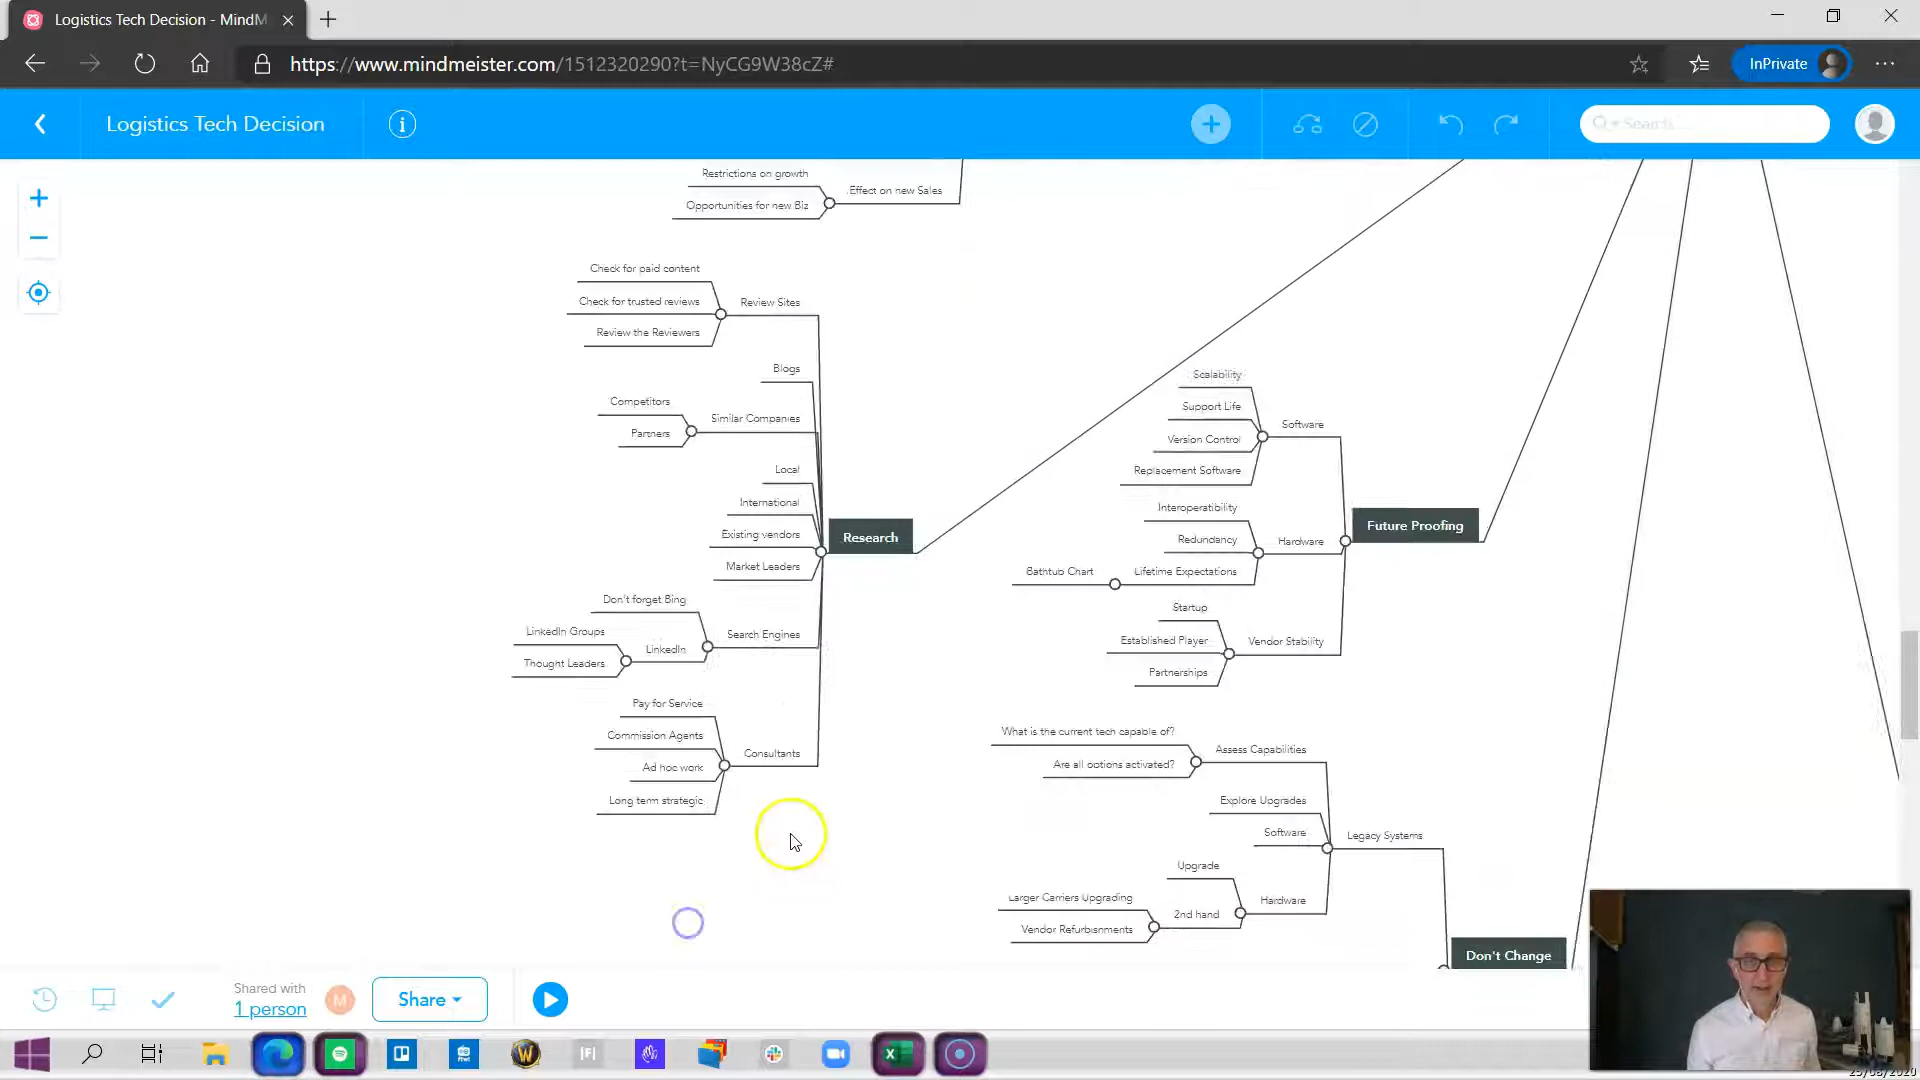 Logistics Tech Decision - MindM
https://www.mindmeister.com/1512320290?t=NyCG9W38cZ#
InPrivate
Logistics Tech Decision
Search...
Restrictions on growth
Opportunities for new Biz
Effect on new Sales
Check for paid content
Check for trusted reviews
Review the Reviewers
Review Sites
Blogs
Competitors
Partners
Similar Companies
Local
International
Existing vendors
Market Leaders
Research
Don't forget Bing
LinkedIn Groups
Thought Leaders
LinkedIn
Search Engines
Pay for Service
Commission Agents
Ad hoc work
Long term strategic
Consultants
Scalability
Support Life
Version Control
Replacement Software
Software
Interoperatibility
Redundancy
Bathtub Chart
Lifetime Expectations
Hardware
Future Proofing
Startup
Established Player
Partnerships
Vendor Stability
What is the current tech capable of?
Are all options activated?
Assess Capabilities
Explore Upgrades
Software
Legacy Systems
Upgrade
Larger Carriers Upgrading
Vendor Refurbishments
2nd hand
Hardware
Don't Change
Shared with
1 person
M
Share
25/08/2020